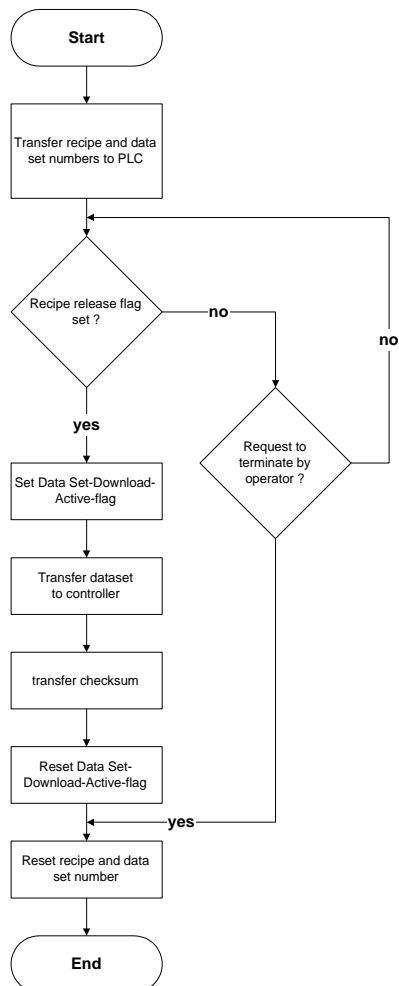 Start
Transfer recipe and data
set numbers to PLC
Recipe release flag
set ?
no
no
yes
Request to
terminate by
operator ?
Set Data Set-Download-
Active-flag
Transfer dataset
to controller
transfer checksum
Reset Data Set-
Download-Active-flag
yes
Reset recipe and data
set number
End